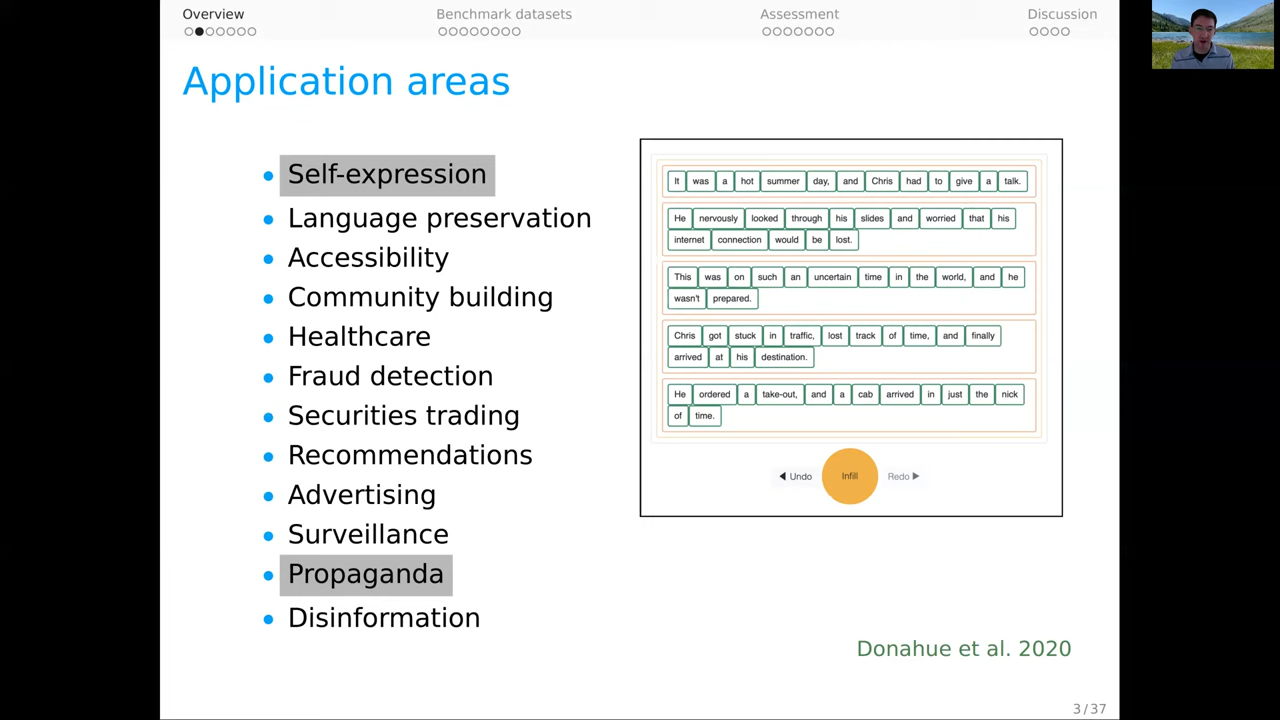 Overview Benchmark datasets Assessment Discussion
Application areas
• Self-expression
• Language preservation
• Accessibility
• Community building
• Healthcare
• Fraud detection
• Securities trading
• Recommendations
• Advertising
• Surveillance
• Propaganda
• Disinformation
It was a hot summer day, and Chris had to give a talk.
He nervously looked through his slides and worried that his
internet connection would be lost.
This was on such an uncertain time in the world, and he
wasn't prepared.
Chris got stuck in traffic, lost track of time, and finally
arrived at his destination.
He ordered a take-out, and a cab arrived in just the nick
of time.
◀ Undo Infill Redo ▶
Donahue et al. 2020
3/37